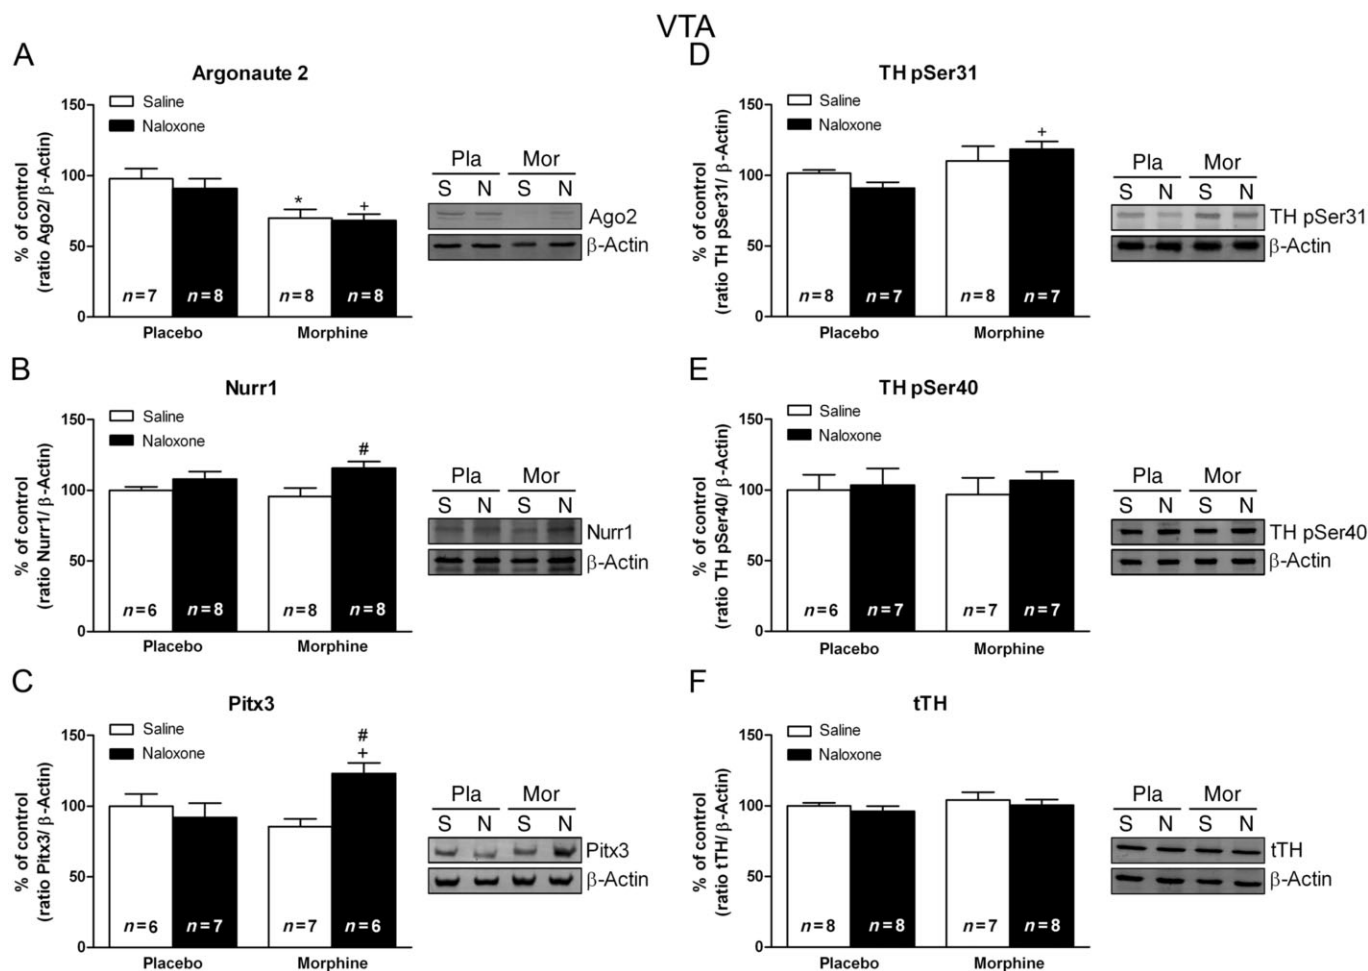 VTA
A
Argonaute 2
% of control
(ratio Ago2/ β-Actin)
150
100
50
0
Saline
Naloxone
*
+
n=7
n=8
n=8
n=8
Placebo
Morphine
Pla
Mor
S
N
S
N
Ago2
β-Actin
B
Nurr1
% of control
(ratio Nurr1/ β-Actin)
150
100
50
0
Saline
Naloxone
#
n=6
n=8
n=8
n=8
Placebo
Morphine
Pla
Mor
S
N
S
N
Nurr1
β-Actin
C
Pitx3
% of control
(ratio Pitx3/ β-Actin)
150
100
50
0
Saline
Naloxone
#
+
n=6
n=7
n=7
n=6
Placebo
Morphine
Pla
Mor
S
N
S
N
Pitx3
β-Actin
D
TH pSer31
% of control
(ratio TH pSer31/ β-Actin)
150
100
50
0
Saline
Naloxone
+
n=8
n=7
n=8
n=7
Placebo
Morphine
Pla
Mor
S
N
S
N
TH pSer31
β-Actin
E
TH pSer40
% of control
(ratio TH pSer40/ β-Actin)
150
100
50
0
Saline
Naloxone
n=6
n=7
n=7
n=7
Placebo
Morphine
Pla
Mor
S
N
S
N
TH pSer40
β-Actin
F
tTH
% of control
(ratio tTH/ β-Actin)
150
100
50
0
Saline
Naloxone
n=8
n=8
n=7
n=8
Placebo
Morphine
Pla
Mor
S
N
S
N
tTH
β-Actin